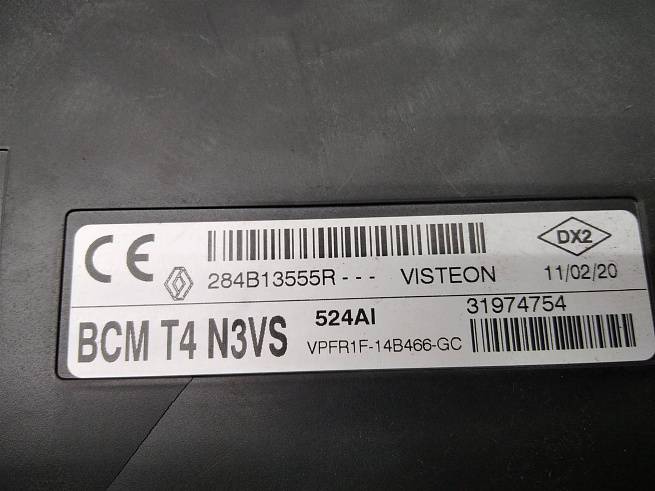 CE
DX2
284B13555R--- VISTEON 11/02/20
BCM T4 N3VS 524AI 31974754
VPFR1F-14B466-GC